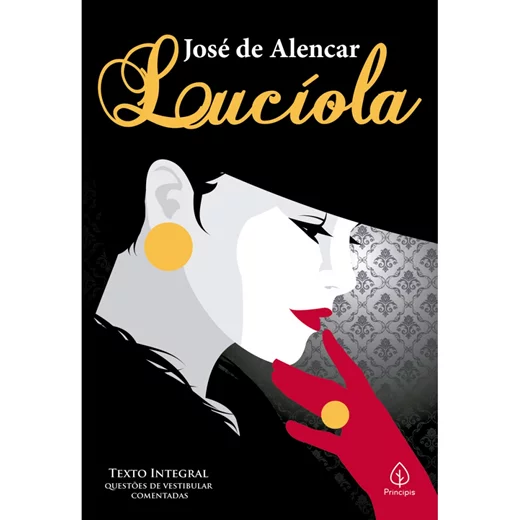 José de Alencar
Lucíola
TEXTO INTEGRAL
QUESTÕES DE VESTIBULAR
COMENTADAS
Principis